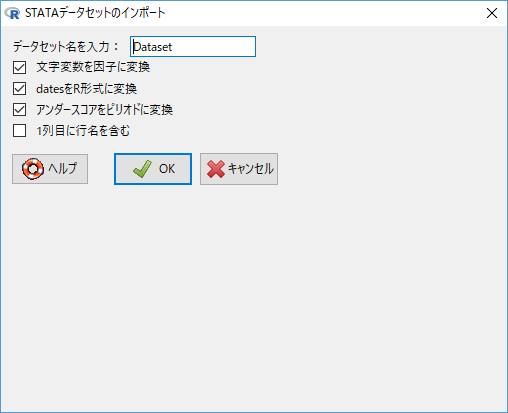 STATAデータセットのインポート
データセット名を入力： Dataset
文字変数を因子に変換
datesをR形式に変換
アンダースコアをピリオドに変換
1列目に行名を含む
ヘルプ OK キャンセル